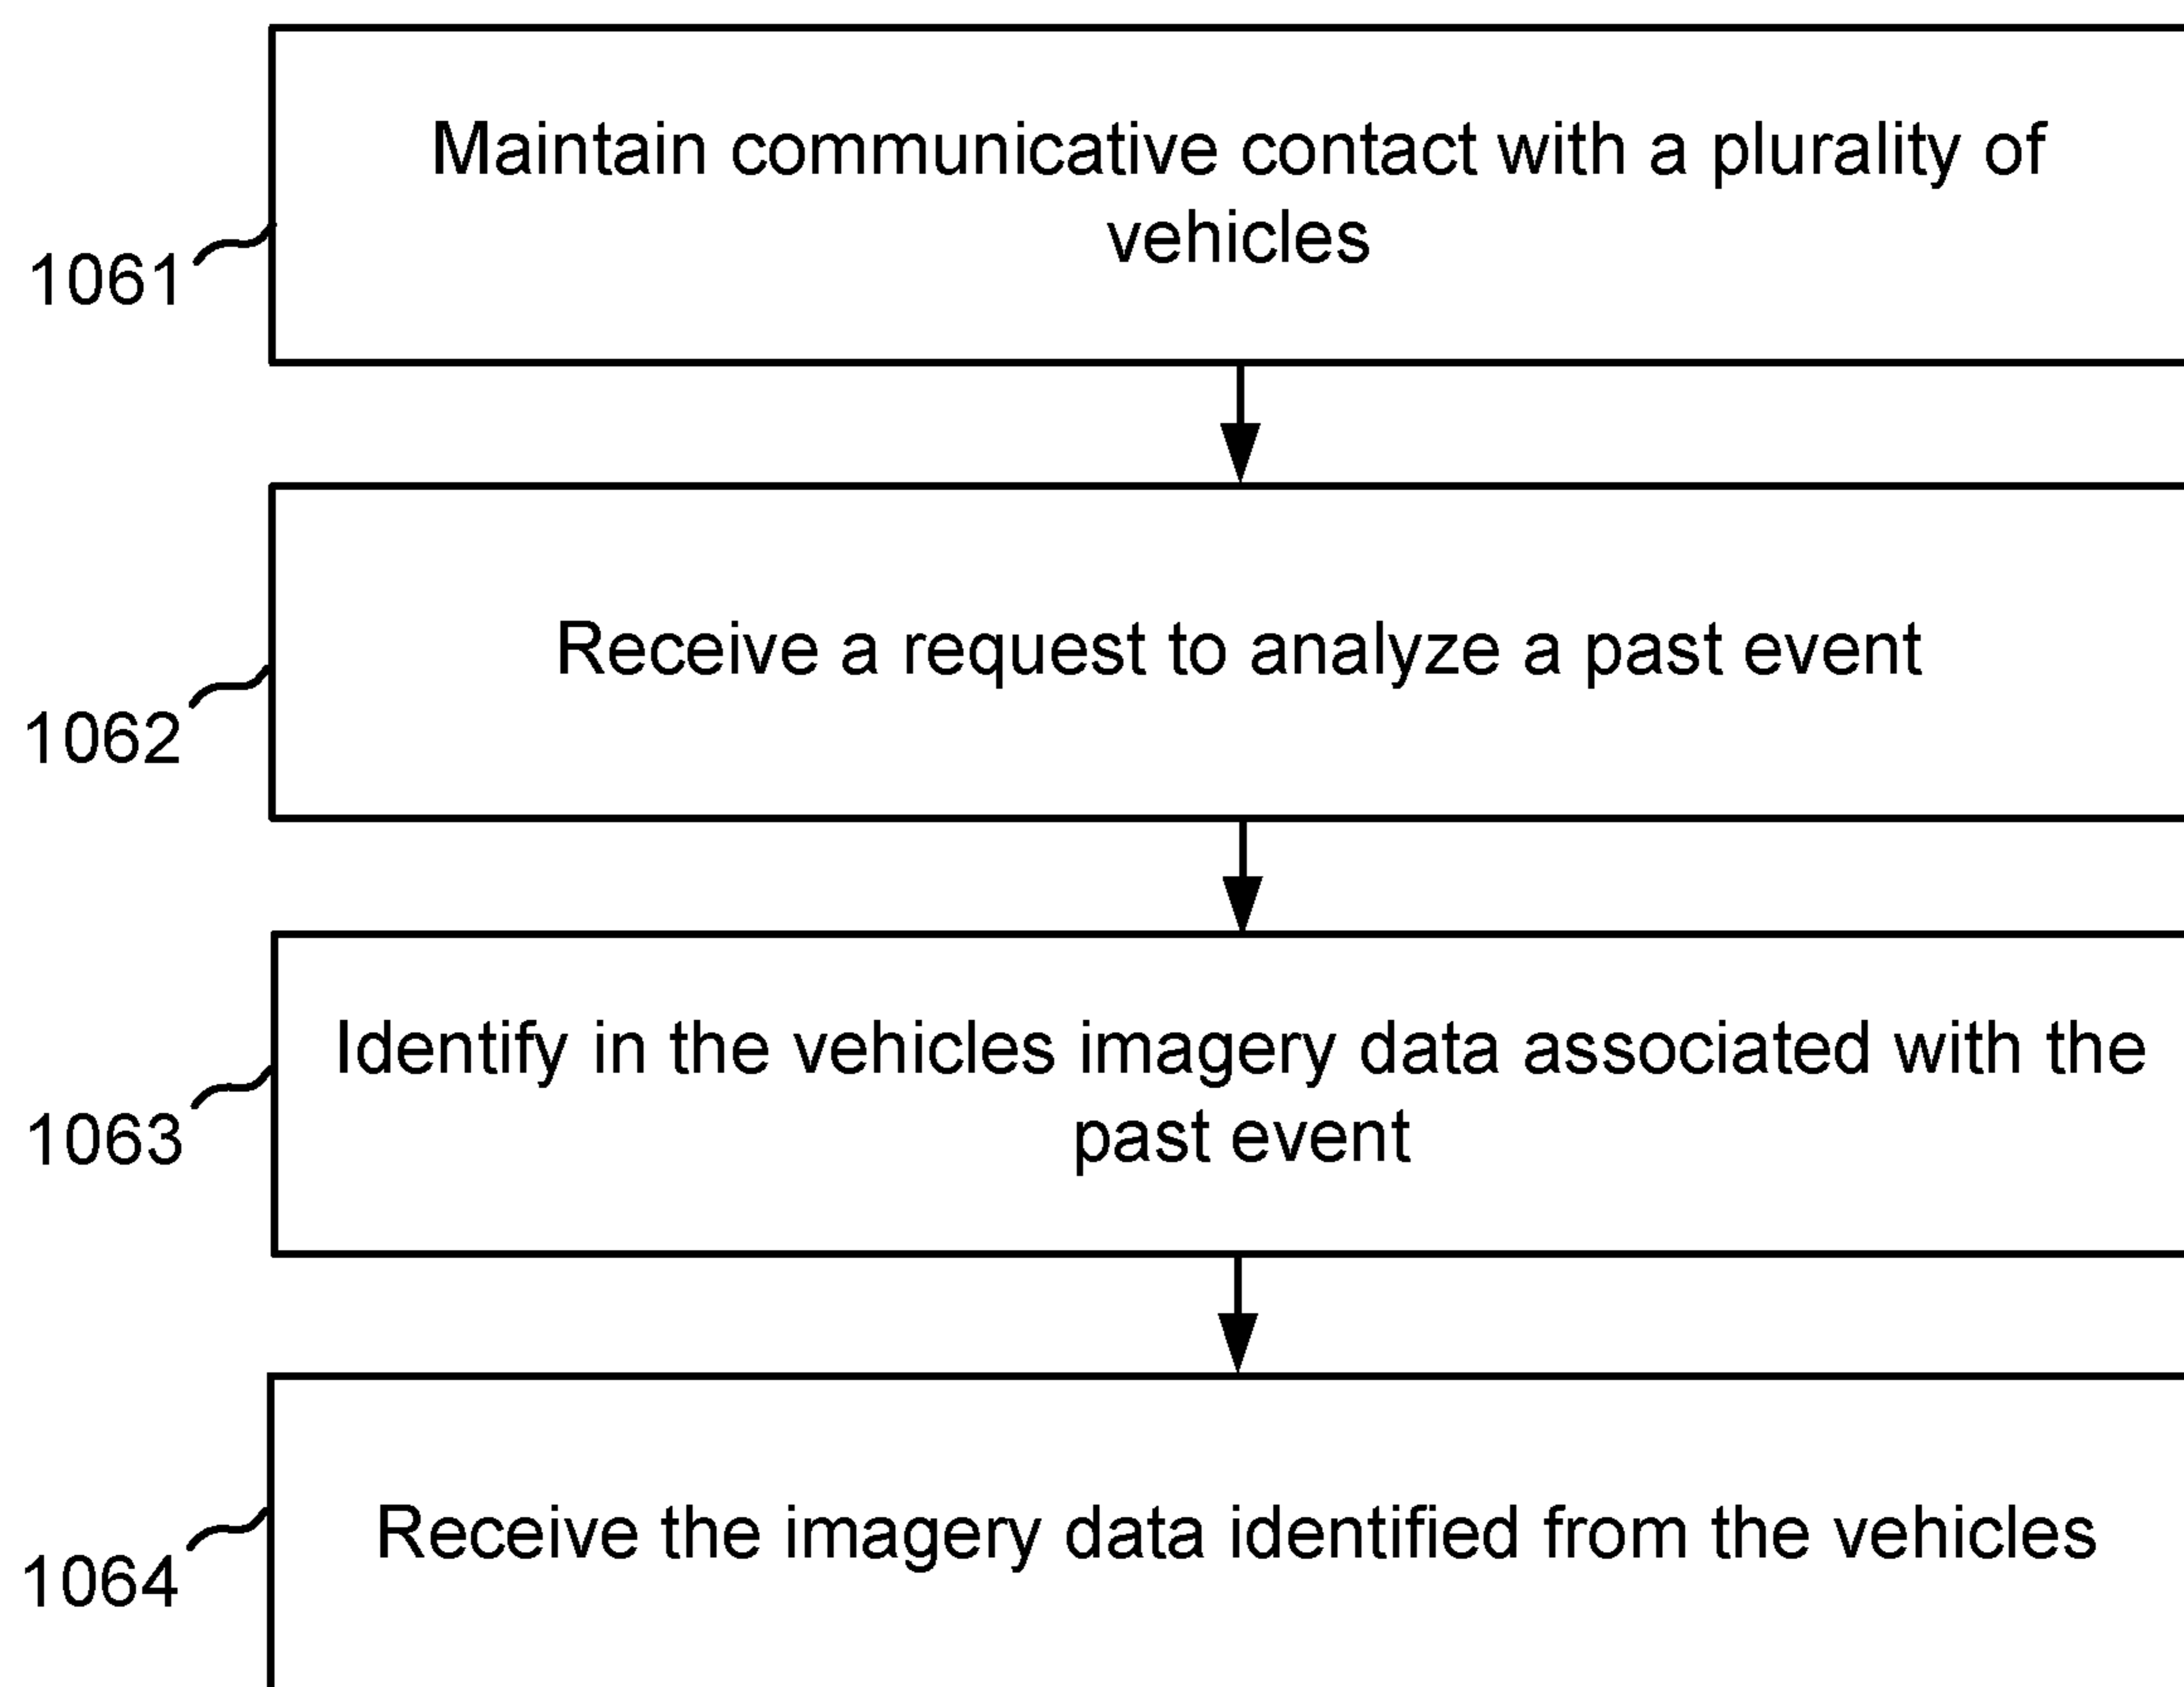 Maintain communicative contact with a plurality of
vehicles
1061
Receive a request to analyze a past event
1062
Identify in the vehicles imagery data associated with the
past event
1063
Receive the imagery data identified from the vehicles
1064